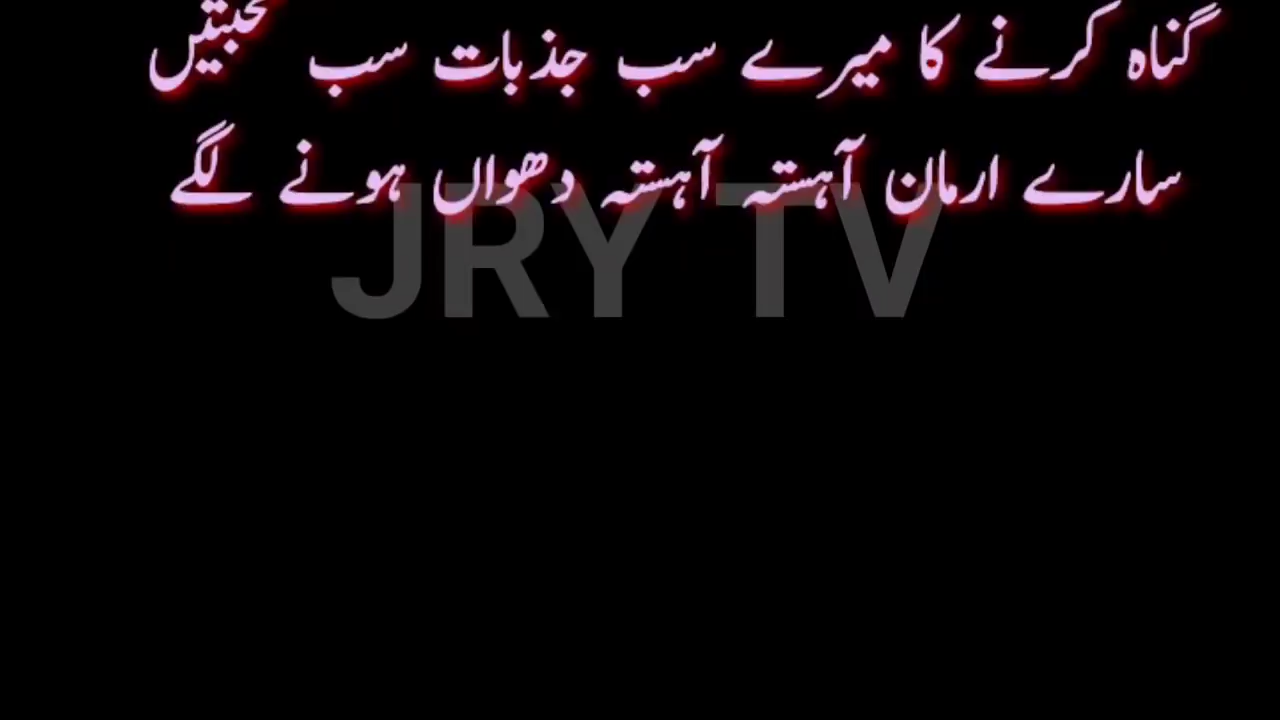 گناہ کرنے کا میرے سب جذبات سب محبتیں
سارے ارمان آہستہ آہستہ دھواں ہونے لگے
JRY TV